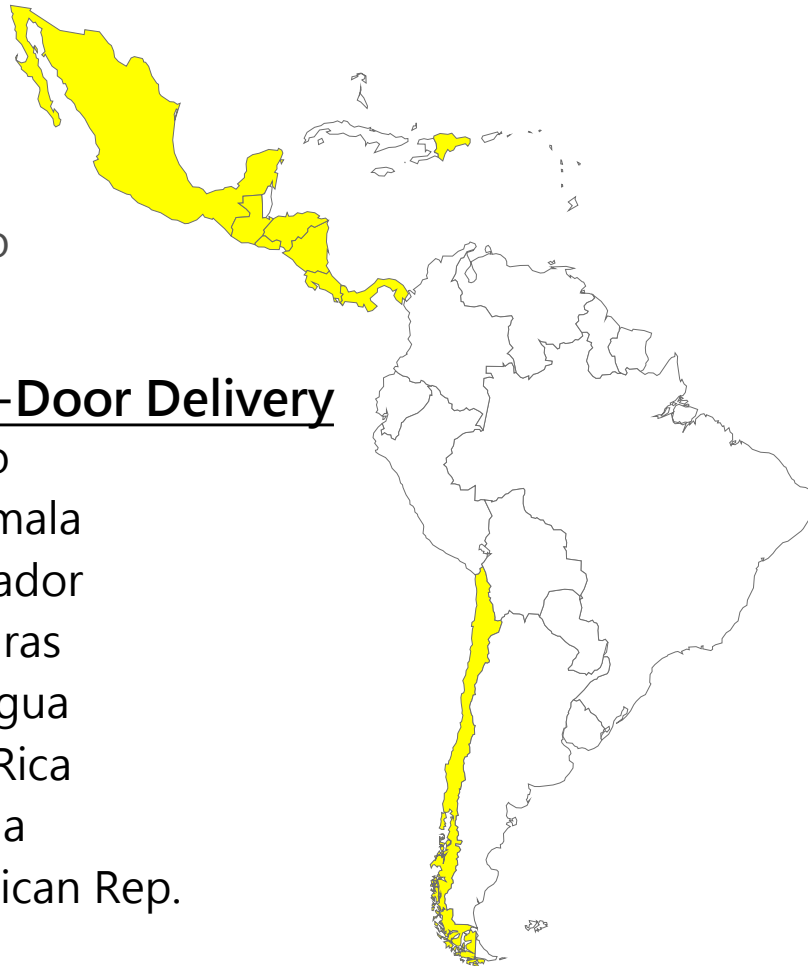 o
-Door Delivery
o
mala
ador
ras
gua
Rica
a
ican Rep.